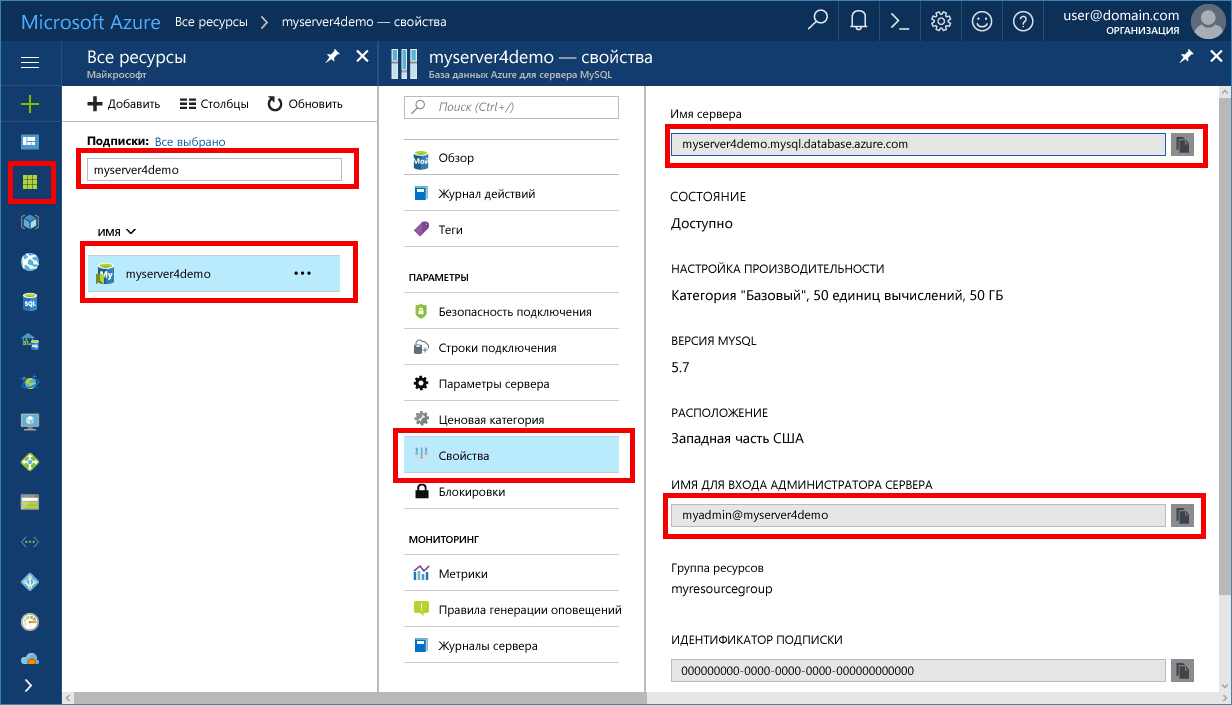 Microsoft Azure Все ресурсы myserver4demo — свойства
user@domain.com
ОРГАНИЗАЦИЯ
Все ресурсы
Майкрософт
Добавить Столбцы Обновить
Подписки: Все выбрано
myserver4demo
ИМЯ
myserver4demo
myserver4demo — свойства
База данных Azure для сервера MySQL
Поиск (Ctrl+/)
Обзор
Журнал действий
Теги
ПАРАМЕТРЫ
Безопасность подключения
Строки подключения
Параметры сервера
Ценовая категория
Свойства
Блокировки
МОНИТОРИНГ
Метрики
Правила генерации оповещений
Журналы сервера
Имя сервера
myserver4demo.mysql.database.azure.com
СОСТОЯНИЕ
Доступно
НАСТРОЙКА ПРОИЗВОДИТЕЛЬНОСТИ
Категория "Базовый", 50 единиц вычислений, 50 ГБ
ВЕРСИЯ MYSQL
5.7
РАСПОЛОЖЕНИЕ
Западная часть США
ИМЯ ДЛЯ ВХОДА АДМИНИСТРАТОРА СЕРВЕРА
myadmin@myserver4demo
Группа ресурсов
myresourcegroup
ИДЕНТИФИКАТОР ПОДПИСКИ
000000000-0000-0000-0000-000000000000